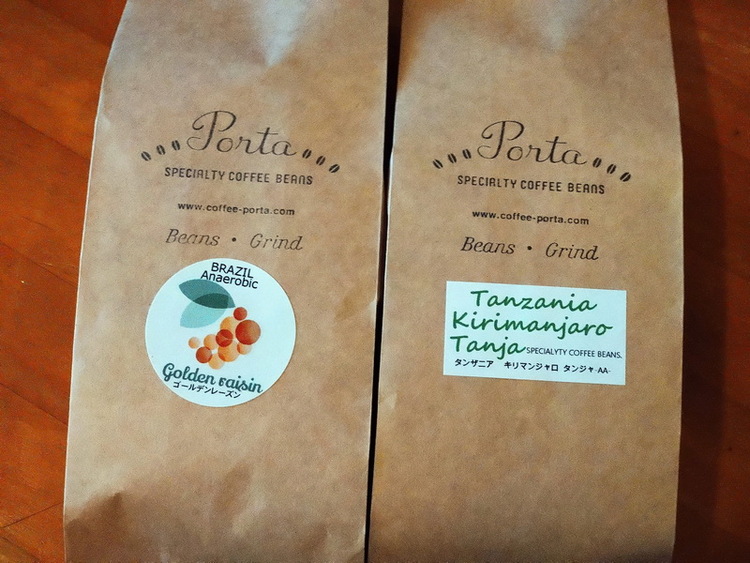 Porta
SPECIALTY COFFEE BEANS
www.coffee-porta.com
Beans • Grind
BRAZIL
Anaerobic
Golden raisin
ゴールデンレーズン
Porta
SPECIALTY COFFEE BEANS
www.coffee-porta.com
Beans • Grind
Tanzania
Kirimanjaro
Tanja SPECIALYTY COFFEE BEANS.
タンザニア キリマンジャロ タンジャ-AA-